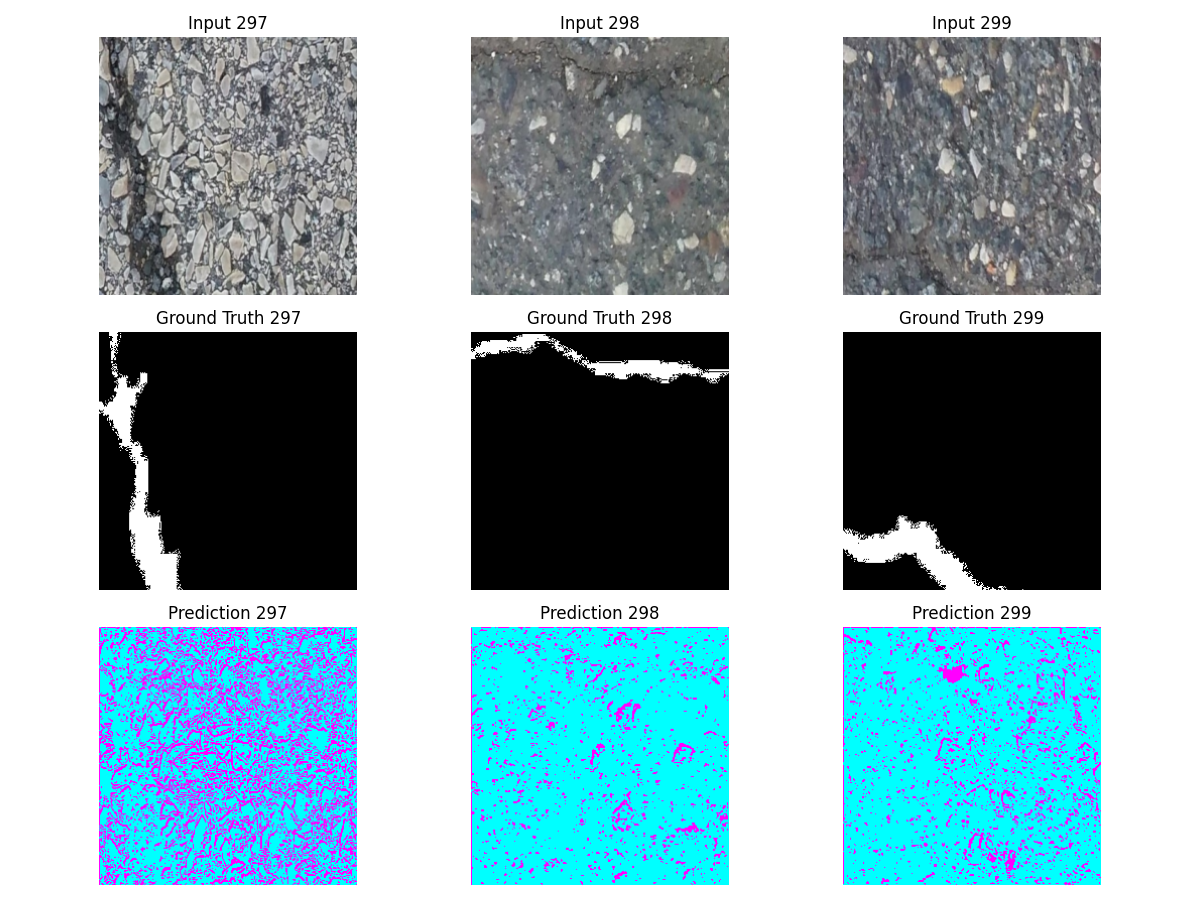 Input 297
Input 298
Input 299
Ground Truth 297
Ground Truth 298
Ground Truth 299
Prediction 297
Prediction 298
Prediction 299